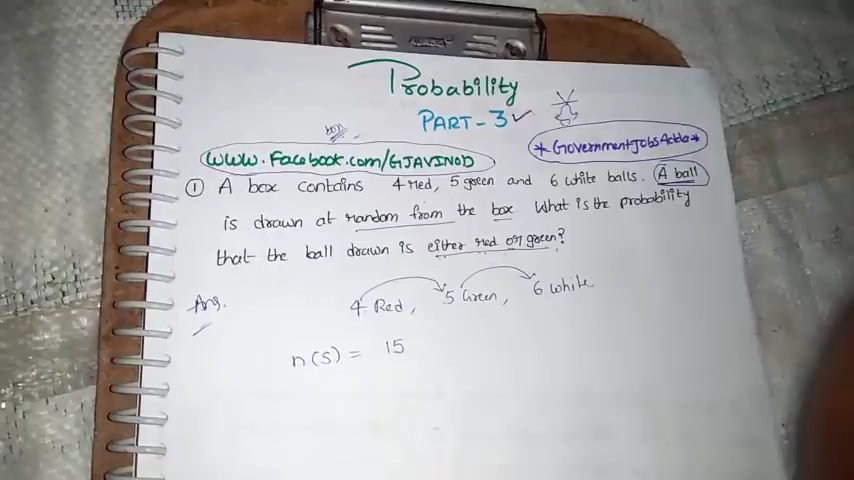 Probability
PART-3
www.facebook.com/GJAVINOD
*GovernmentJobsAdda*
① A box contains 4 red, 5 green and 6 white balls. A ball
is drawn at random from the box What is the probability
that the ball drawn is either red or green?
Ans.
4 Red, 5 Green, 6 white
n(S) = 15